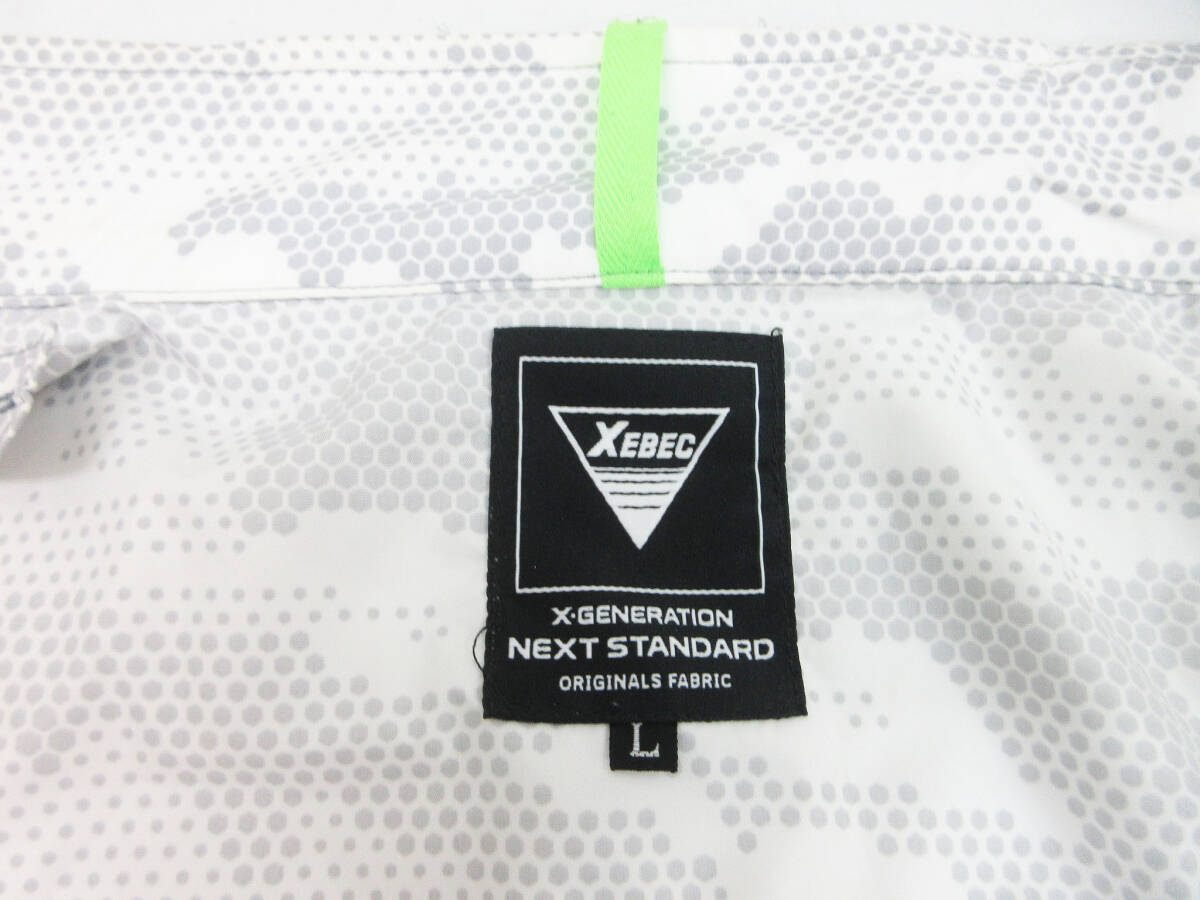 XEBEC
X·GENERATION
NEXT STANDARD
ORIGINALS FABRIC
L